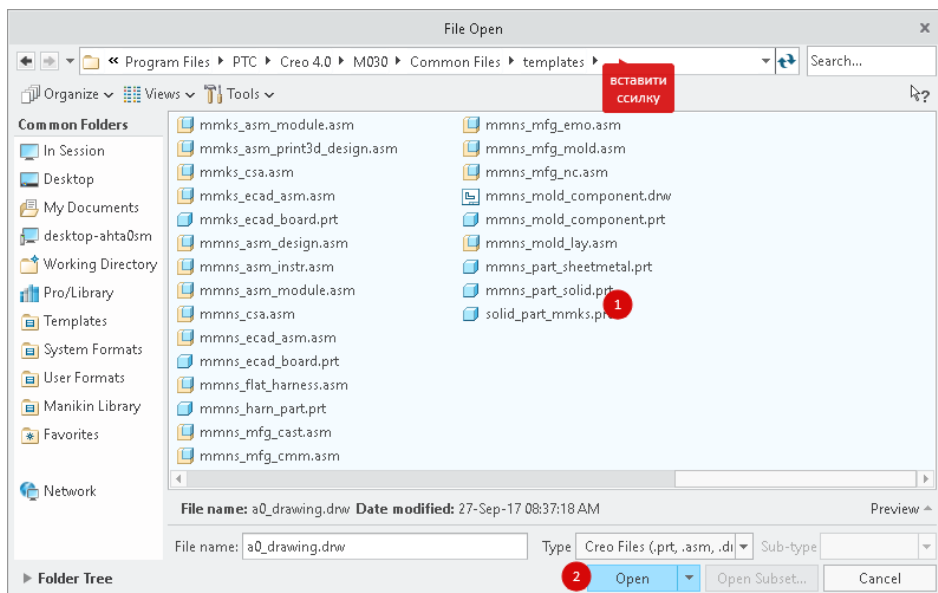 File Open
« Program Files ▸ PTC ▸ Creo 4.0 ▸ M030 ▸ Common Files ▸ templates ▸
Search...
вставити
ссилку
Organize Views Tools
Common Folders
In Session
Desktop
My Documents
desktop-ahta0sm
Working Directory
Pro/Library
Templates
System Formats
User Formats
Manikin Library
Favorites
Network
mmks_asm_module.asm
mmks_asm_print3d_design.asm
mmks_csa.asm
mmks_ecad_asm.asm
mmks_ecad_board.prt
mmns_asm_design.asm
mmns_asm_instr.asm
mmns_asm_module.asm
mmns_csa.asm
mmns_ecad_asm.asm
mmns_ecad_board.prt
mmns_flat_harness.asm
mmns_harn_part.prt
mmns_mfg_cast.asm
mmns_mfg_cmm.asm
mmns_mfg_emo.asm
mmns_mfg_mold.asm
mmns_mfg_nc.asm
mmns_mold_component.drw
mmns_mold_component.prt
mmns_mold_lay.asm
mmns_part_sheetmetal.prt
mmns_part_solid.prt
1
solid_part_mmks.prt
File name: a0_drawing.drw Date modified: 27-Sep-17 08:37:18 AM
Preview
File name: a0_drawing.drw Type Creo Files (.prt, .asm, .di Sub-type
Folder Tree
2 Open Open Subset... Cancel